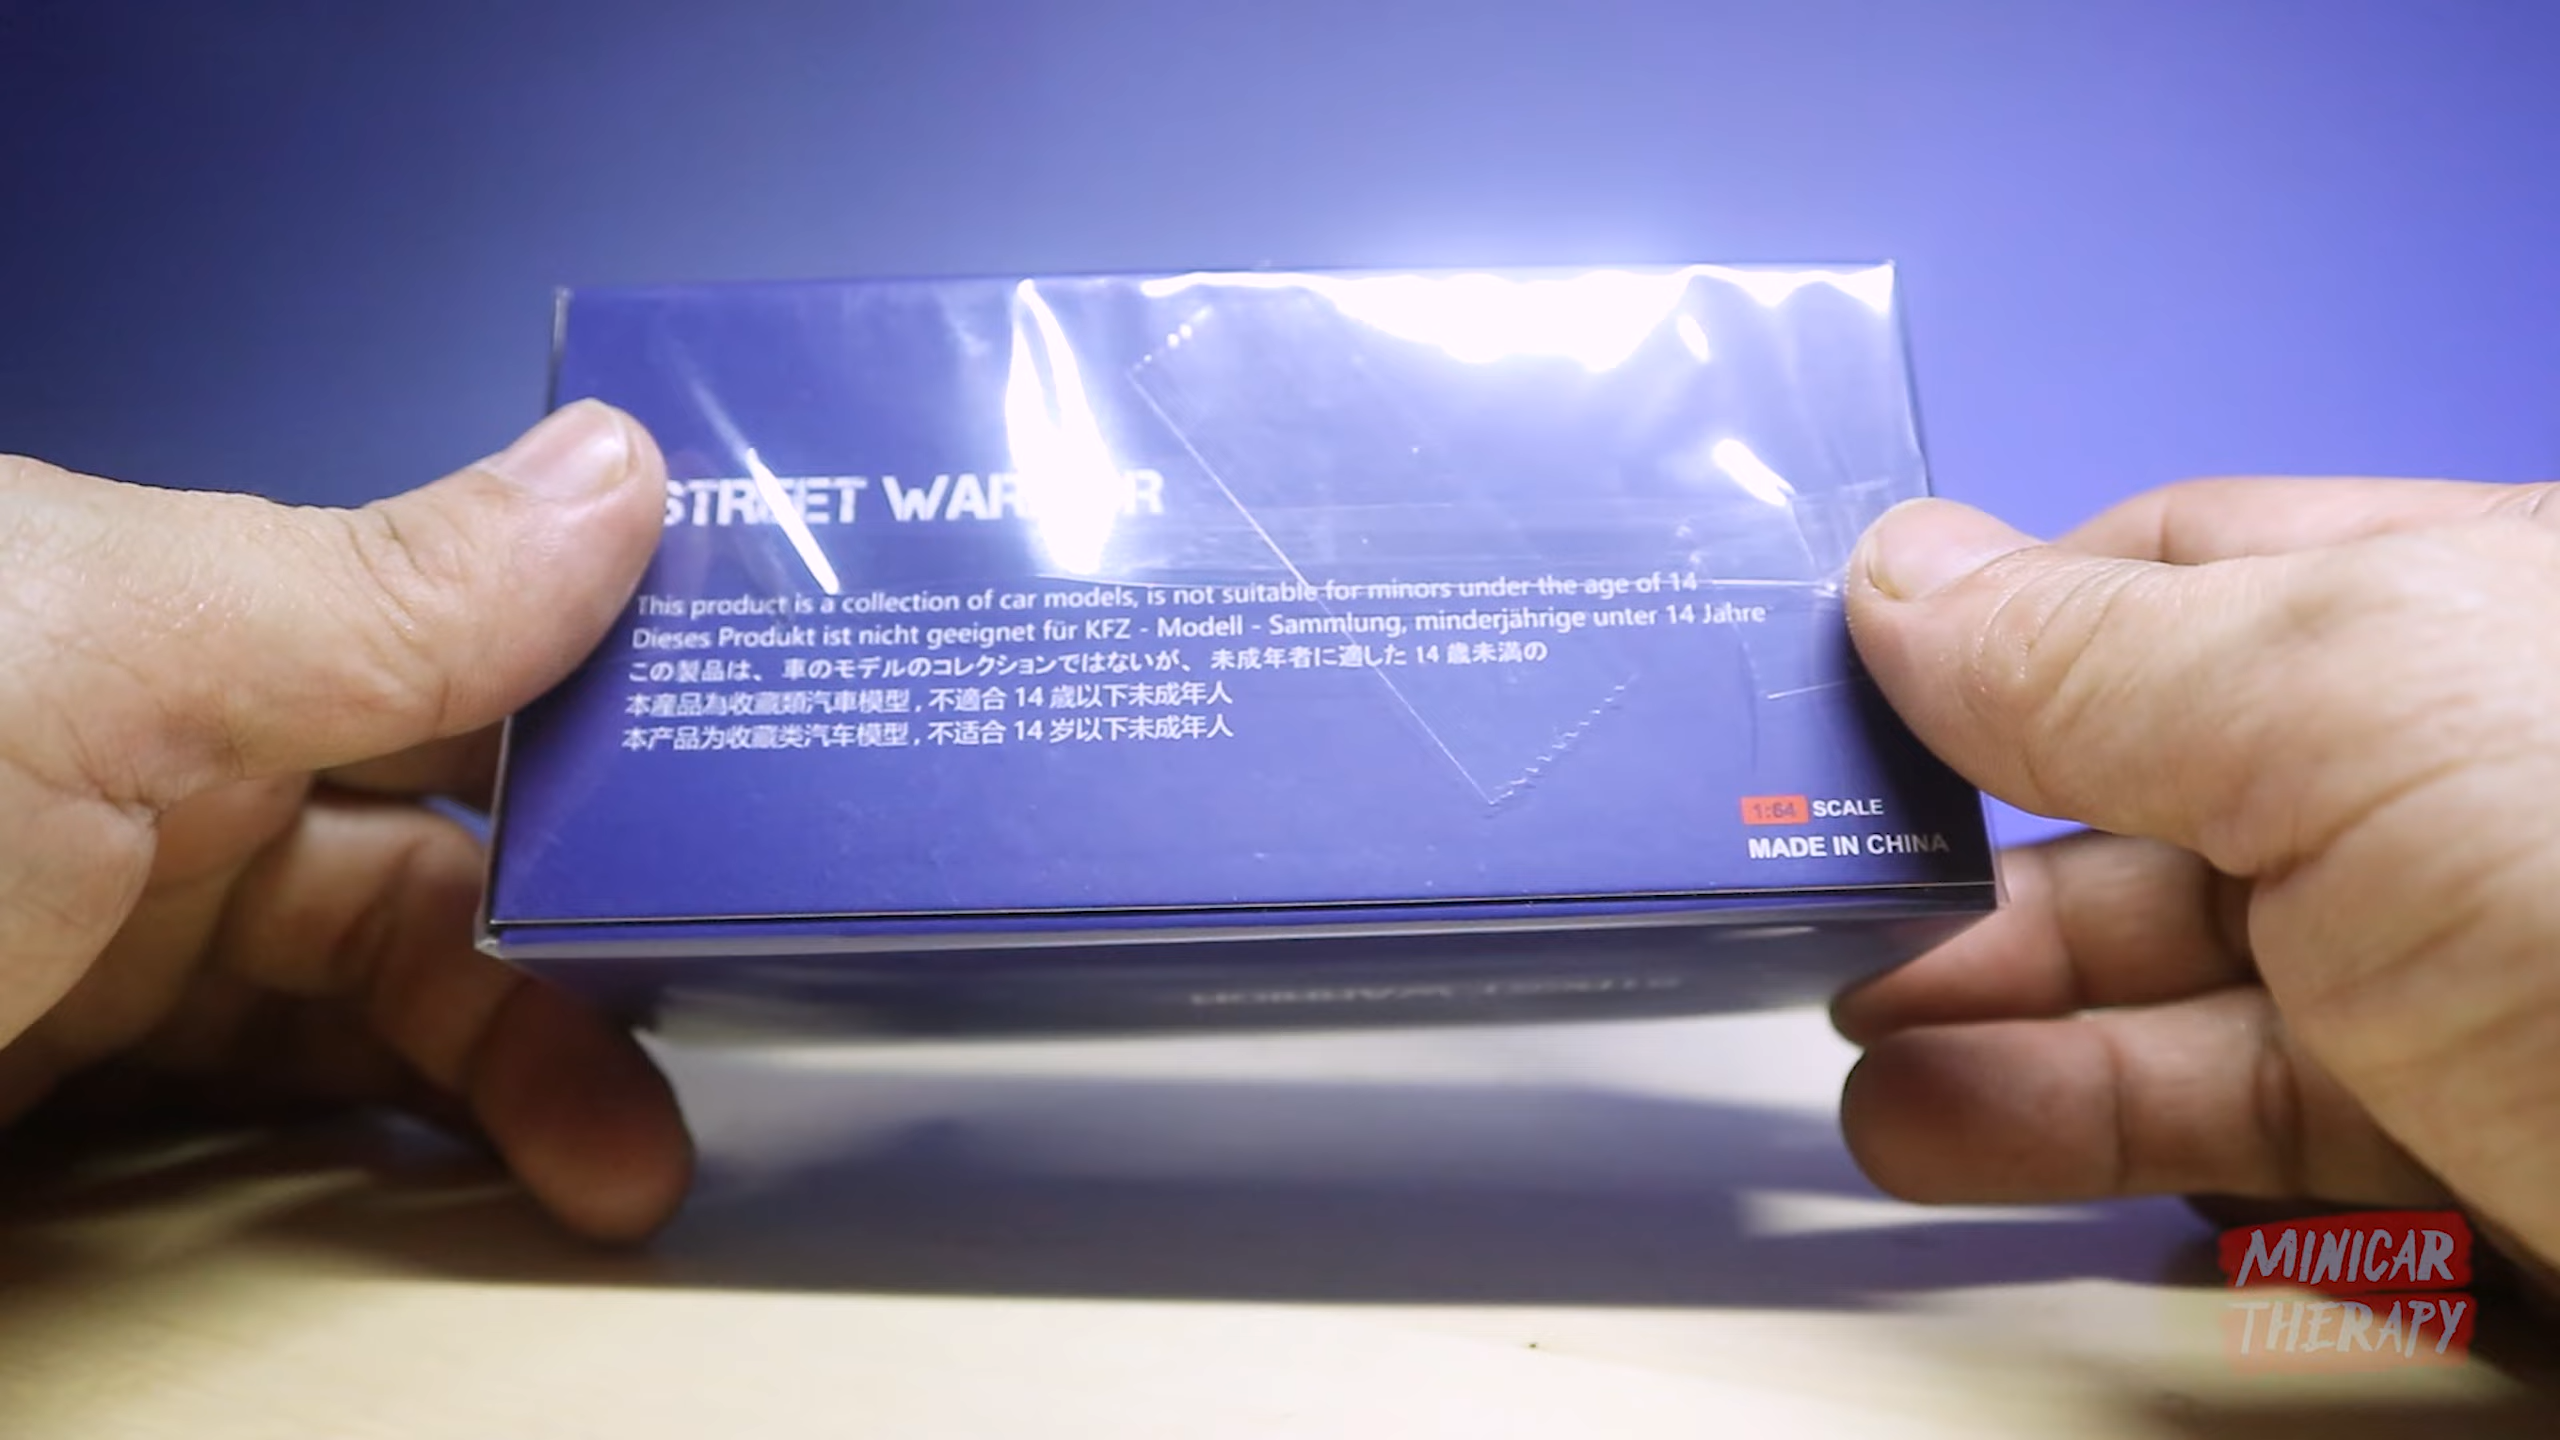 STREET WARRIOR
This product is a collection of car models, is not suitable for minors under the age of 14
Dieses Produkt ist nicht geeignet für KFZ - Modell - Sammlung, minderjährige unter 14 Jahre
この製品は、車のモデルのコレクションではないが、未成年者に適した 14 歳未満の
本產品為收藏類汽車模型，不適合 14 歲以下未成年人
本产品为收藏类汽车模型，不适合 14 岁以下未成年人
1:64 SCALE
MADE IN CHINA
STREET WARRIOR
MINICAR
THERAPY